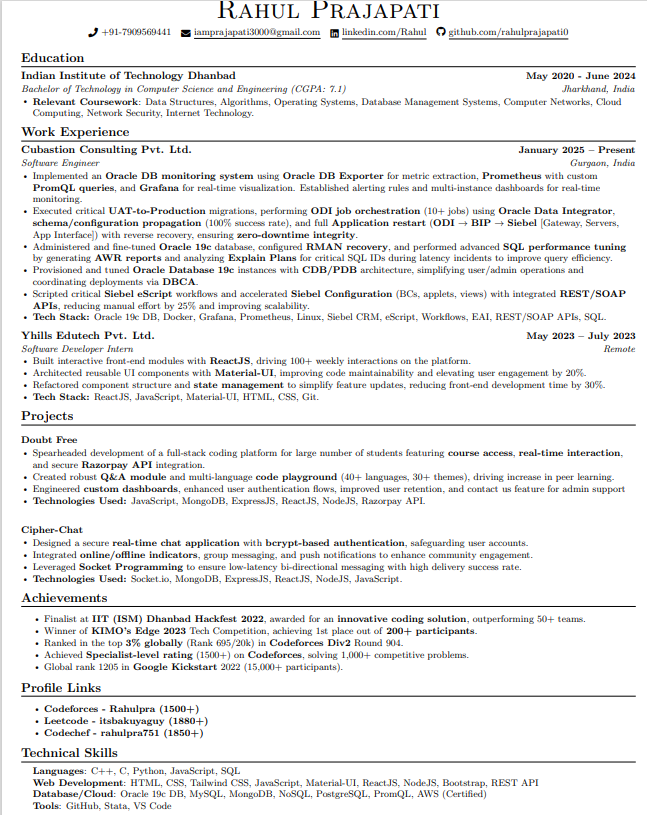 Rahul Prajapati
+91-7909569441 iamprajapati3000@gmail.com linkedin.com/Rahul github.com/rahulprajapati0
Education
Indian Institute of Technology Dhanbad May 2020 - June 2024
Bachelor of Technology in Computer Science and Engineering (CGPA: 7.1) Jharkhand, India
• Relevant Coursework: Data Structures, Algorithms, Operating Systems, Database Management Systems, Computer Networks, Cloud
Computing, Network Security, Internet Technology.
Work Experience
Cubastion Consulting Pvt. Ltd. January 2025 – Present
Software Engineer Gurgaon, India
• Implemented an Oracle DB monitoring system using Oracle DB Exporter for metric extraction, Prometheus with custom
PromQL queries, and Grafana for real-time visualization. Established alerting rules and multi-instance dashboards for real-time
monitoring.
• Executed critical UAT-to-Production migrations, performing ODI job orchestration (10+ jobs) using Oracle Data Integrator,
schema/configuration propagation (100% success rate), and full Application restart (ODI → BIP → Siebel [Gateway, Servers,
App Interface]) with reverse recovery, ensuring zero-downtime integrity.
• Administered and fine-tuned Oracle 19c database, configured RMAN recovery, and performed advanced SQL performance tuning
by generating AWR reports and analyzing Explain Plans for critical SQL IDs during latency incidents to improve query efficiency.
• Provisioned and tuned Oracle Database 19c instances with CDB/PDB architecture, simplifying user/admin operations and
coordinating deployments via DBCA.
• Scripted critical Siebel eScript workflows and accelerated Siebel Configuration (BCs, applets, views) with integrated REST/SOAP
APIs, reducing manual effort by 25% and improving scalability.
• Tech Stack: Oracle 19c DB, Docker, Grafana, Prometheus, Linux, Siebel CRM, eScript, Workflows, EAI, REST/SOAP APIs, SQL.
Yhills Edutech Pvt. Ltd. May 2023 – July 2023
Software Developer Intern Remote
• Built interactive front-end modules with ReactJS, driving 100+ weekly interactions on the platform.
• Architected reusable UI components with Material-UI, improving code maintainability and elevating user engagement by 20%.
• Refactored component structure and state management to simplify feature updates, reducing front-end development time by 30%.
• Tech Stack: ReactJS, JavaScript, Material-UI, HTML, CSS, Git.
Projects
Doubt Free
• Spearheaded development of a full-stack coding platform for large number of students featuring course access, real-time interaction,
and secure Razorpay API integration.
• Created robust Q&A module and multi-language code playground (40+ languages, 30+ themes), driving increase in peer learning.
• Engineered custom dashboards, enhanced user authentication flows, improved user retention, and contact us feature for admin support
• Technologies Used: JavaScript, MongoDB, ExpressJS, ReactJS, NodeJS, Razorpay API.
Cipher-Chat
• Designed a secure real-time chat application with bcrypt-based authentication, safeguarding user accounts.
• Integrated online/offline indicators, group messaging, and push notifications to enhance community engagement.
• Leveraged Socket Programming to ensure low-latency bi-directional messaging with high delivery success rate.
• Technologies Used: Socket.io, MongoDB, ExpressJS, ReactJS, NodeJS, JavaScript.
Achievements
• Finalist at IIT (ISM) Dhanbad Hackfest 2022, awarded for an innovative coding solution, outperforming 50+ teams.
• Winner of KIMO's Edge 2023 Tech Competition, achieving 1st place out of 200+ participants.
• Ranked in the top 3% globally (Rank 695/20k) in Codeforces Div2 Round 904.
• Achieved Specialist-level rating (1500+) on Codeforces, solving 1,000+ competitive problems.
• Global rank 1205 in Google Kickstart 2022 (15,000+ participants).
Profile Links
• Codeforces - Rahulpra (1500+)
• Leetcode - itsbakuyaguy (1880+)
• Codechef - rahulpra751 (1850+)
Technical Skills
Languages: C++, C, Python, JavaScript, SQL
Web Development: HTML, CSS, Tailwind CSS, JavaScript, Material-UI, ReactJS, NodeJS, Bootstrap, REST API
Database/Cloud: Oracle 19c DB, MySQL, MongoDB, NoSQL, PostgreSQL, PromQL, AWS (Certified)
Tools: GitHub, Stata, VS Code